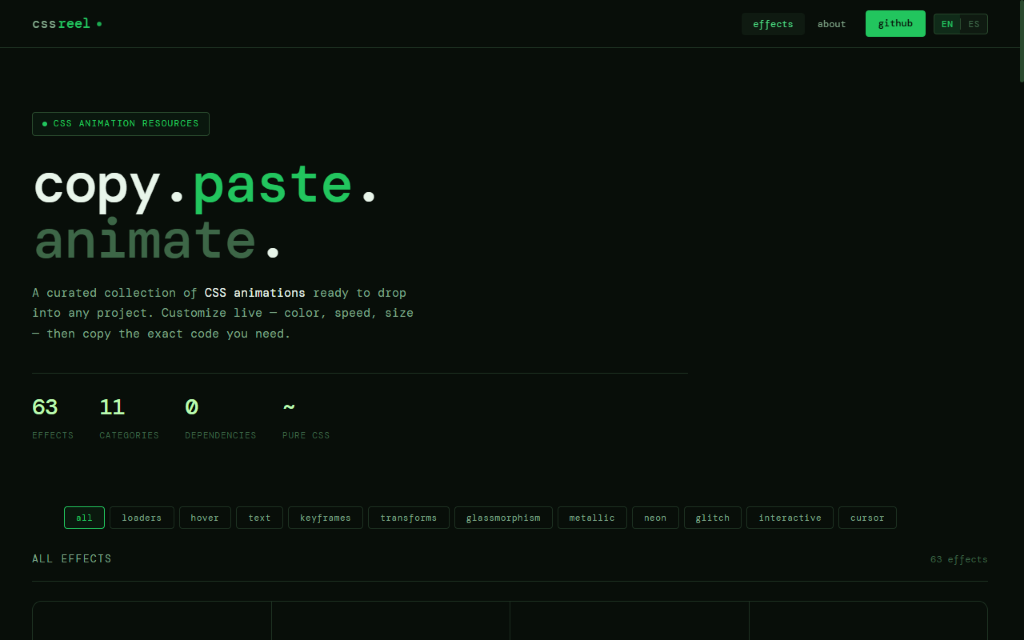 cssreel
effects about github EN ES
CSS ANIMATION RESOURCES
copy.paste.
animate.
A curated collection of CSS animations ready to drop
into any project. Customize live — color, speed, size
— then copy the exact code you need.
63 11 0 ~
EFFECTS CATEGORIES DEPENDENCIES PURE CSS
all loaders hover text keyframes transforms glassmorphism metallic neon glitch interactive cursor
ALL EFFECTS 63 effects